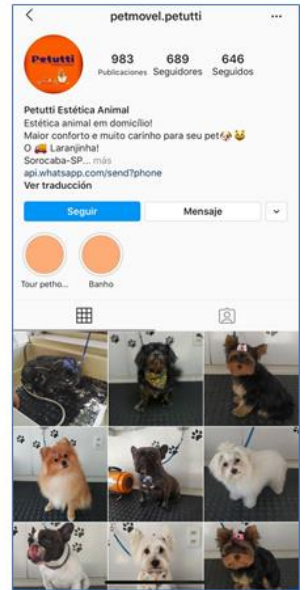 petmovel.petutti
Petutti
983 689 646
Publicaciones Seguidores Seguidos
Petutti Estética Animal
Estética animal em domicílio!
Maior conforto e muito carinho para seu pet🐶😺
O 🚚 Laranjinha!
Sorocaba-SP... más
api.whatsapp.com/send?phone
Ver traducción
Seguir Mensaje
Tour petho... Banho